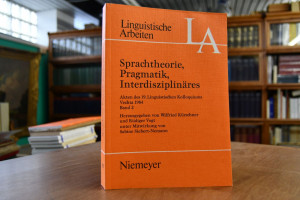 Linguistische
Arbeiten
LA
Sprachtheorie,
Pragmatik,
Interdisziplinäres
Akten des 19. Linguistischen Kolloquiums
Vechta 1984
Band 2
Herausgegeben von Wilfried Kürschner
und Rüdiger Vogt
unter Mitwirkung von
Sabine Siebert-Nemann
Niemeyer